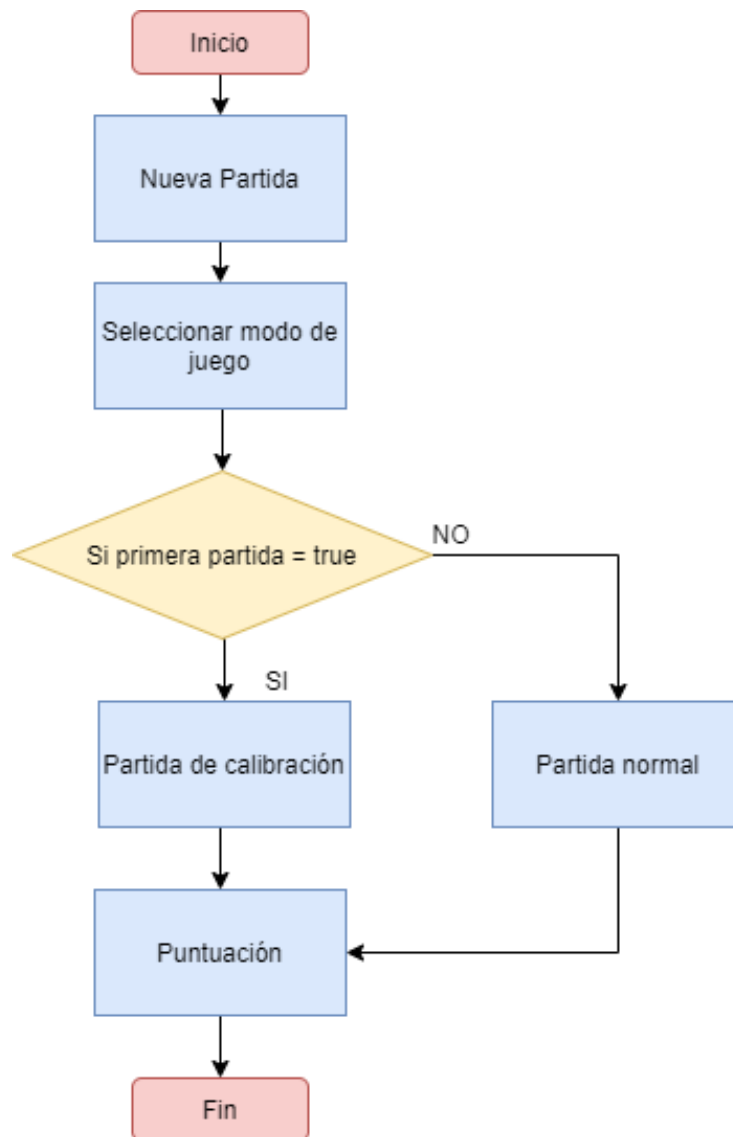 Inicio
Nueva Partida
Seleccionar modo de
juego
Si primera partida = true
NO
SI
Partida de calibración
Partida normal
Puntuación
Fin